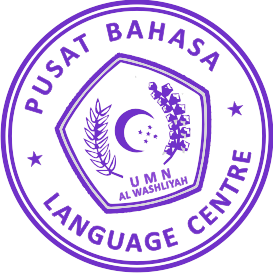 PUSAT BAHASA
UMN
AL WASHLIYAH
LANGUAGE CENTRE